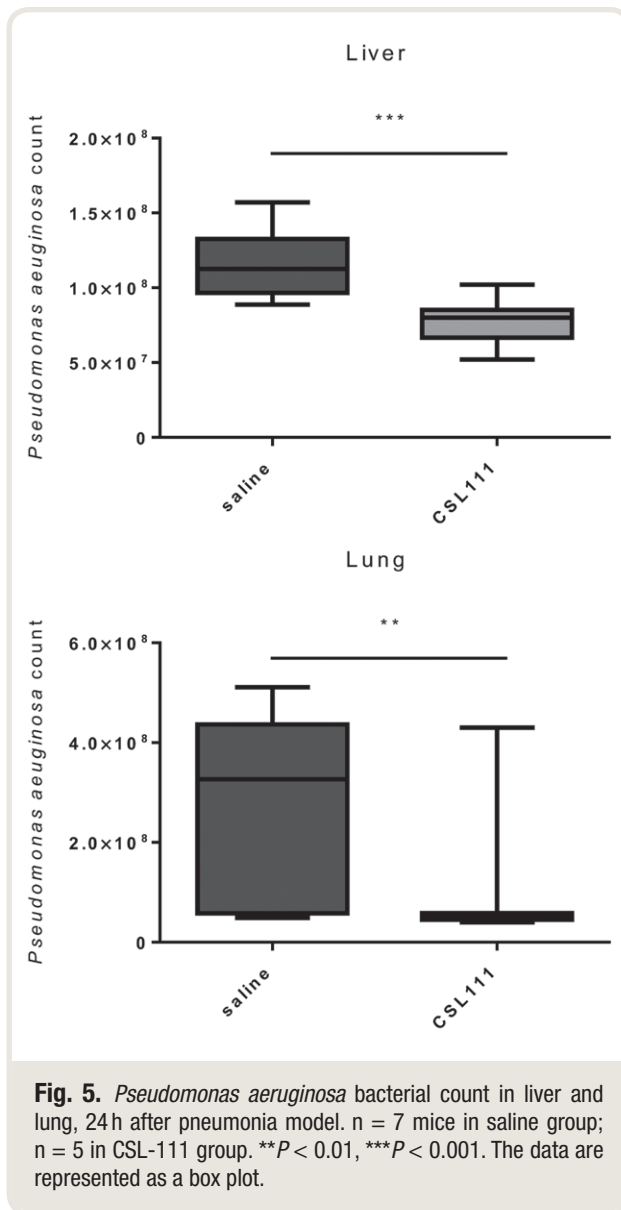 Liver
***
Pseudomonas aeuginosa count
2.0×10⁸
1.5×10⁸
1.0×10⁸
5.0×10⁷
0
saline
CSL111
Lung
**
Pseudomonas aeuginosa count
6.0×10⁸
4.0×10⁸
2.0×10⁸
0
saline
CSL111
Fig. 5. Pseudomonas aeruginosa bacterial count in liver and
lung, 24 h after pneumonia model. n = 7 mice in saline group;
n = 5 in CSL-111 group. **P < 0.01, ***P < 0.001. The data are
represented as a box plot.